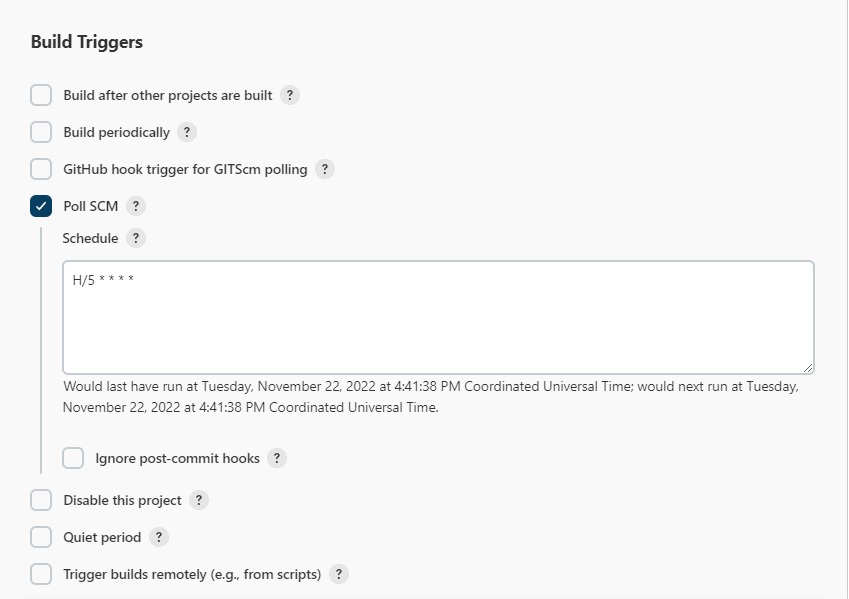 Build Triggers
Build after other projects are built ?
Build periodically ?
GitHub hook trigger for GITScm polling ?
Poll SCM ?
Schedule ?
H/5 * * * *
Would last have run at Tuesday, November 22, 2022 at 4:41:38 PM Coordinated Universal Time; would next run at Tuesday,
November 22, 2022 at 4:41:38 PM Coordinated Universal Time.
Ignore post-commit hooks ?
Disable this project ?
Quiet period ?
Trigger builds remotely (e.g., from scripts) ?